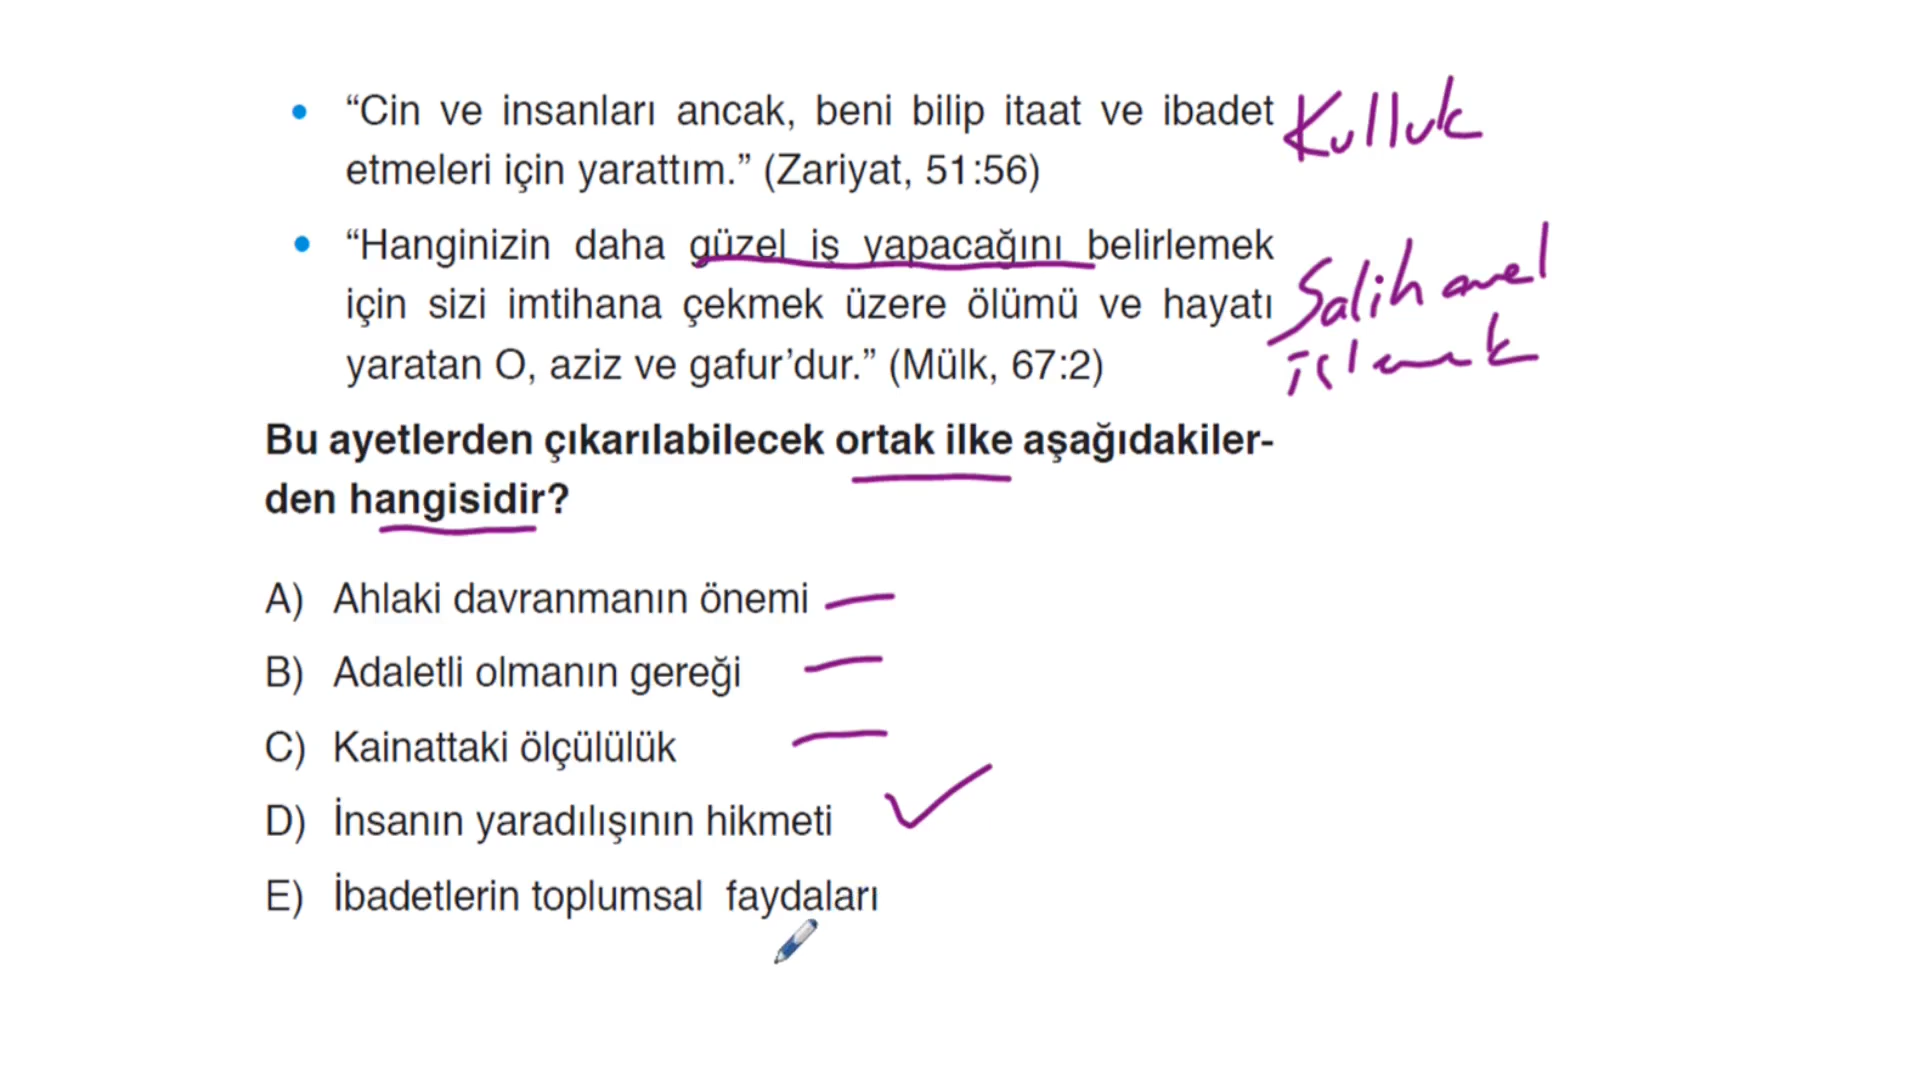 • “Cin ve insanları ancak, beni bilip itaat ve ibadet Kulluk
etmeleri için yarattım.” (Zariyat, 51:56)
• “Hanginizin daha güzel iş yapacağını belirlemek
için sizi imtihana çekmek üzere ölümü ve hayatı Salih amel
yaratan O, aziz ve gafur’dur.” (Mülk, 67:2) işlemek
Bu ayetlerden çıkarılabilecek ortak ilke aşağıdakiler-
den hangisidir?
A) Ahlaki davranmanın önemi
B) Adaletli olmanın gereği
C) Kainattaki ölçülülük
D) İnsanın yaradılışının hikmeti
E) İbadetlerin toplumsal faydaları